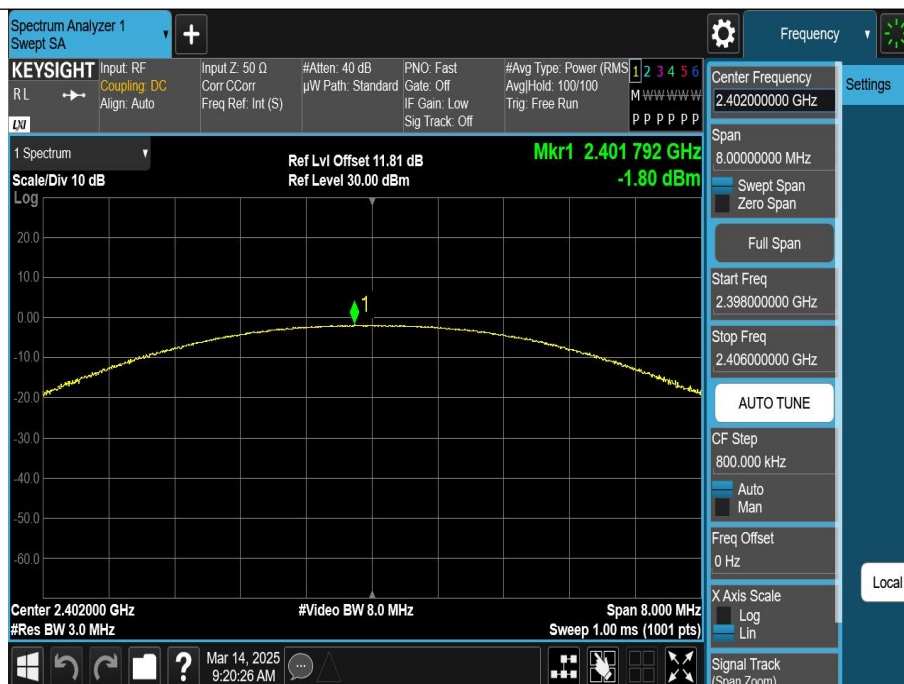 Spectrum Analyzer 1
Swept SA
Frequency
KEYSIGHT
R L
LXI
Input: RF
Coupling: DC
Align: Auto
Input Z: 50 Ω
Corr CCorr
Freq Ref: Int (S)
#Atten: 40 dB
µW Path: Standard
PNO: Fast
Gate: Off
IF Gain: Low
Sig Track: Off
#Avg Type: Power (RMS
Avg|Hold: 100/100
Trig: Free Run
1 2 3 4 5 6
M W W W W W
P P P P P P
Center Frequency
2.402000000 GHz
Settings
1 Spectrum
Scale/Div 10 dB
Ref Lvl Offset 11.81 dB
Ref Level 30.00 dBm
Mkr1 2.401 792 GHz
-1.80 dBm
Log
20.0
10.0
0.00
-10.0
-20.0
-30.0
-40.0
-50.0
-60.0
1
Span
8.00000000 MHz
Swept Span
Zero Span
Full Span
Start Freq
2.398000000 GHz
Stop Freq
2.406000000 GHz
AUTO TUNE
CF Step
800.000 kHz
Auto
Man
Freq Offset
0 Hz
X Axis Scale
Log
Lin
Signal Track
(Span Zoom)
Local
Center 2.402000 GHz
#Video BW 8.0 MHz
Span 8.000 MHz
#Res BW 3.0 MHz
Sweep 1.00 ms (1001 pts)
?
Mar 14, 2025
9:20:26 AM